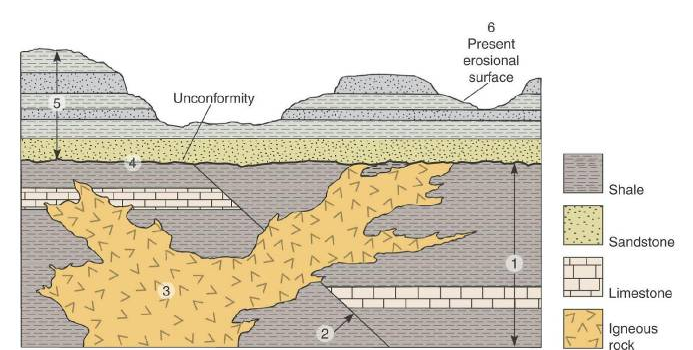 6
Present
erosional
surface
5
Unconformity
4
Shale
Sandstone
1
3
Limestone
2
Igneous
rock